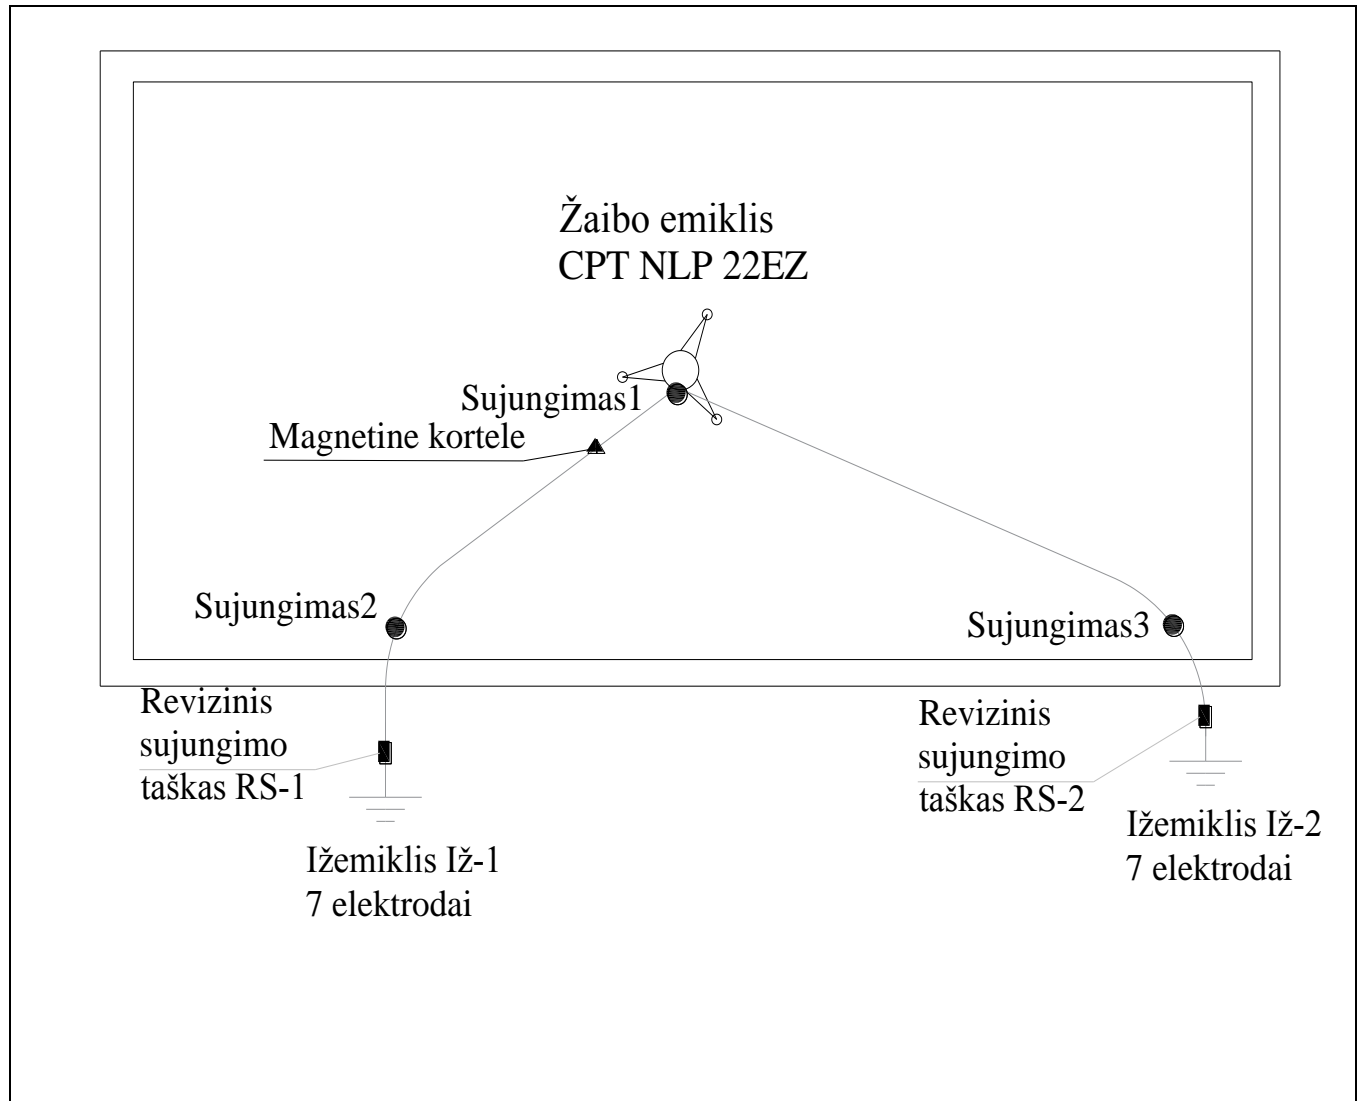 Žaibo emiklis
CPT NLP 22EZ
Sujungimas1
Magnetine kortele
Sujungimas2
Sujungimas3
Revizinis
sujungimo
taškas RS-1
Revizinis
sujungimo
taškas RS-2
Ižemiklis Iž-1
7 elektrodai
Ižemiklis Iž-2
7 elektrodai